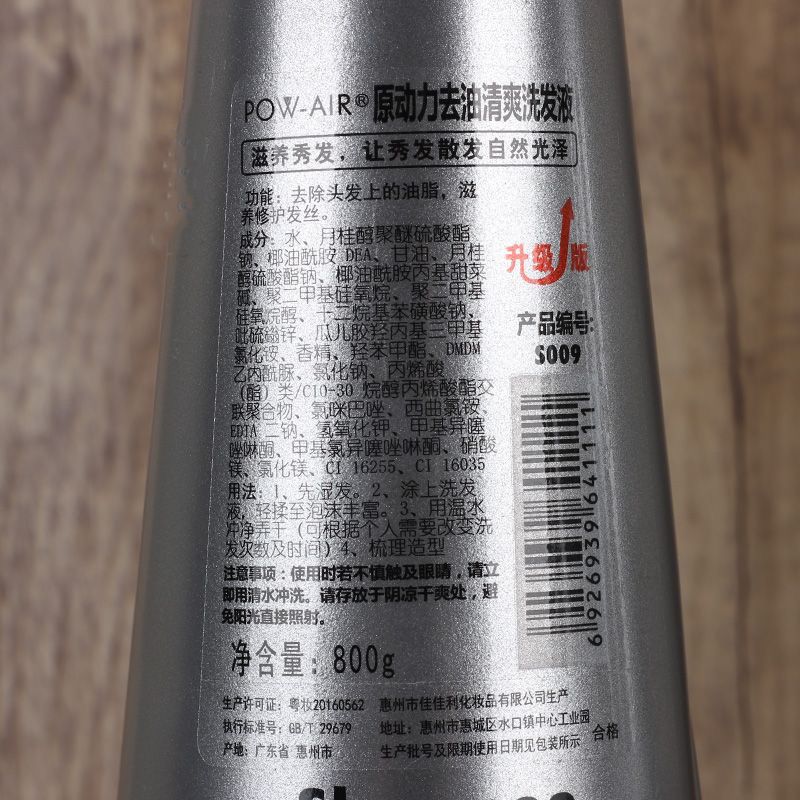 POW-AIR® 原动力去油清爽洗发液
滋养秀发，让秀发散发自然光泽
功能：去除头发上的油脂，滋
养修护发丝。
成分：水、月桂醇聚醚硫酸酯
钠、椰油酰胺 DEA、甘油、月桂
醇硫酸酯钠、椰油酰胺丙基甜菜
碱、聚二甲基硅氧烷、聚二甲基
硅氧烷醇、十二烷基苯磺酸钠、
吡硫鎓锌、瓜儿胶羟丙基三甲基
氯化铵、香精、羟苯甲酯、DMDM
乙内酰脲、氯化钠、丙烯酸
（酯）类/C10-30 烷醇丙烯酸酯交
联聚合物、氯咪巴唑、西曲氯铵、
EDTA 二钠、氢氧化钾、甲基异噻
唑啉酮、甲基氯异噻唑啉酮、硝酸
镁、氯化镁、CI 16255、CI 16035
用法：1、先湿发。2、涂上洗发
液，轻揉至泡沫丰富。3、用温水
冲净弄干（可根据个人需要改变洗
发次数及时间）4、梳理造型
注意事项：使用时若不慎触及眼睛，请立
即用清水冲洗。请存放于阴凉干爽处，避
免阳光直接照射。
净含量：800g
升级版
产品编号:
S009
6 926939 641111
生产许可证：粤妆20160562 惠州市佳佳利化妆品有限公司生产
执行标准号：GB/T 29679 地址：惠州市惠城区水口镇中心工业园
产地：广东省 惠州市 生产批号及限期使用日期见包装所示 合格